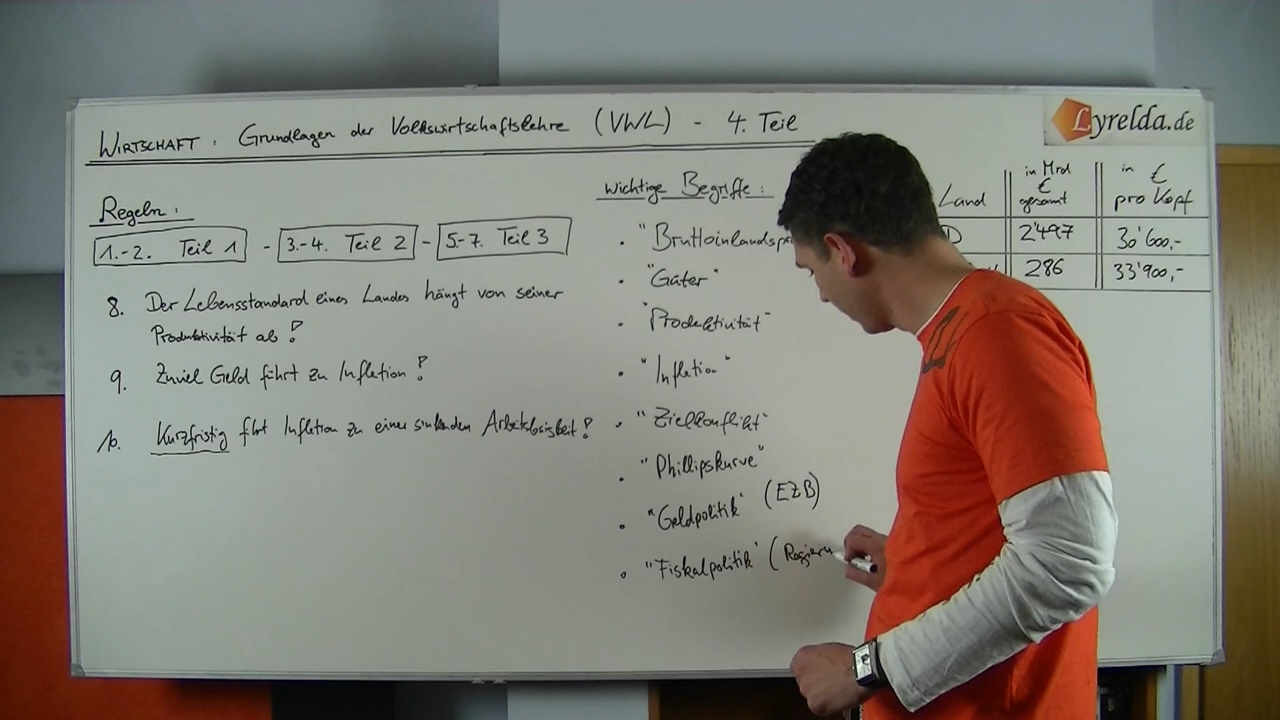 WIRTSCHAFT: Grundlagen der Volkswirtschaftslehre (VWL) - 4. Teil
Lyrelda.de
Regeln:
1.-2. Teil 1 - 3.-4. Teil 2 - 5.-7. Teil 3
8. Der Lebensstandard eines Landes hängt von seiner
Produktivität ab!
9. Zuviel Geld führt zu Inflation!
10. Kurzfristig führt Inflation zu einer sinkenden Arbeitslosigkeit!
Wichtige Begriffe:
• "Bruttoinlandspr
• "Güter"
• "Produktivität"
• "Inflation"
• "Zielkonflikt"
• "Phillipskurve"
• "Geldpolitik" (EZB)
• "Fiskalpolitik" (Regieru
Land in Mrd € gesamt in € pro Kopf
D 2'497 30'600,-
286 33'900,-